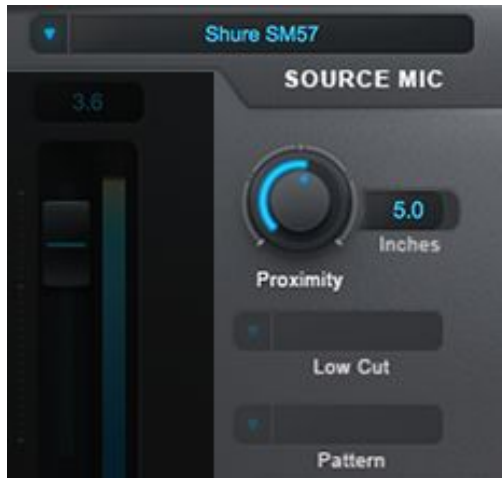 Shure SM57
SOURCE MIC
3.6
5.0
Inches
Proximity
Low Cut
Pattern